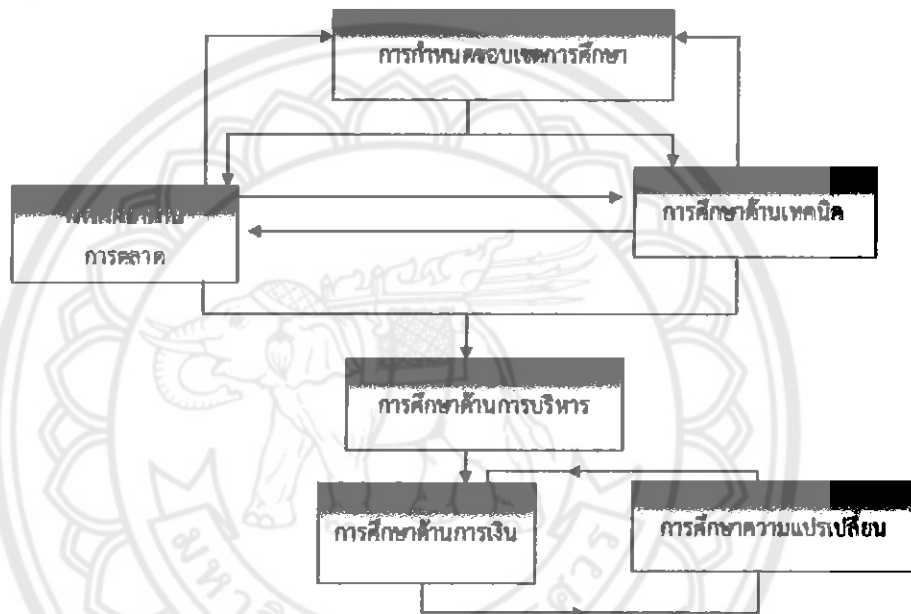 การกำหนดขอบเขตการศึกษา
การศึกษาด้านเทคนิค
การตลาด
การศึกษาด้านการบริหาร
การศึกษาด้านการเงิน
การศึกษาความแปรเปลี่ยน